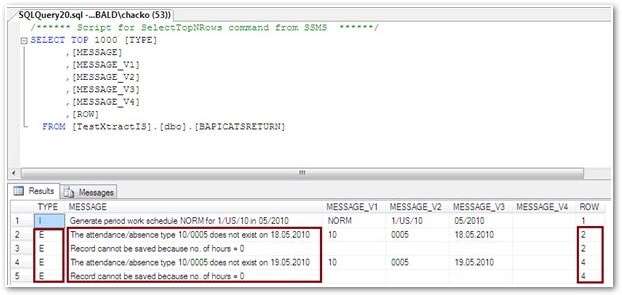 SQLQuery20.sql -...BALD\chacko (53))
/****** Script for SelectTopNRows command from SSMS  ******/
SELECT TOP 1000 [TYPE]
,[MESSAGE]
,[MESSAGE_V1]
,[MESSAGE_V2]
,[MESSAGE_V3]
,[MESSAGE_V4]
,[ROW]
FROM [TestXtractIS].[dbo].[BAPICATSRETURN]
Results Messages
TYPE MESSAGE MESSAGE_V1 MESSAGE_V2 MESSAGE_V3 MESSAGE_V4 ROW
1 I Generate period work schedule NORM for 1/US/10 in 05/2010 NORM 1/US/10 05/2010 1
2 E The attendance/absence type 10/0005 does not exist on 18.05.2010 10 0005 18.05.2010 2
3 E Record cannot be saved because no. of hours = 0 2
4 E The attendance/absence type 10/0005 does not exist on 19.05.2010 10 0005 19.05.2010 4
5 E Record cannot be saved because no. of hours = 0 4